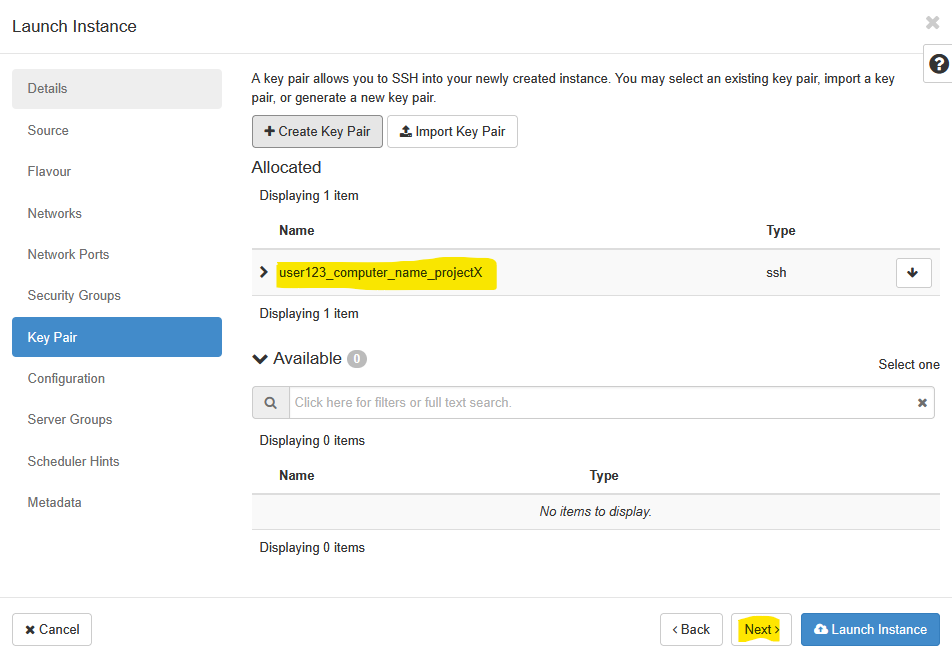 Launch Instance
Details
Source
Flavour
Networks
Network Ports
Security Groups
Key Pair
Configuration
Server Groups
Scheduler Hints
Metadata
A key pair allows you to SSH into your newly created instance. You may select an existing key pair, import a key
pair, or generate a new key pair.
Create Key Pair Import Key Pair
Allocated
Displaying 1 item
Name Type
user123_computer_name_projectX ssh
Displaying 1 item
Available 0
Select one
Click here for filters or full text search.
Displaying 0 items
Name Type
No items to display.
Displaying 0 items
Cancel ‹ Back Next › Launch Instance